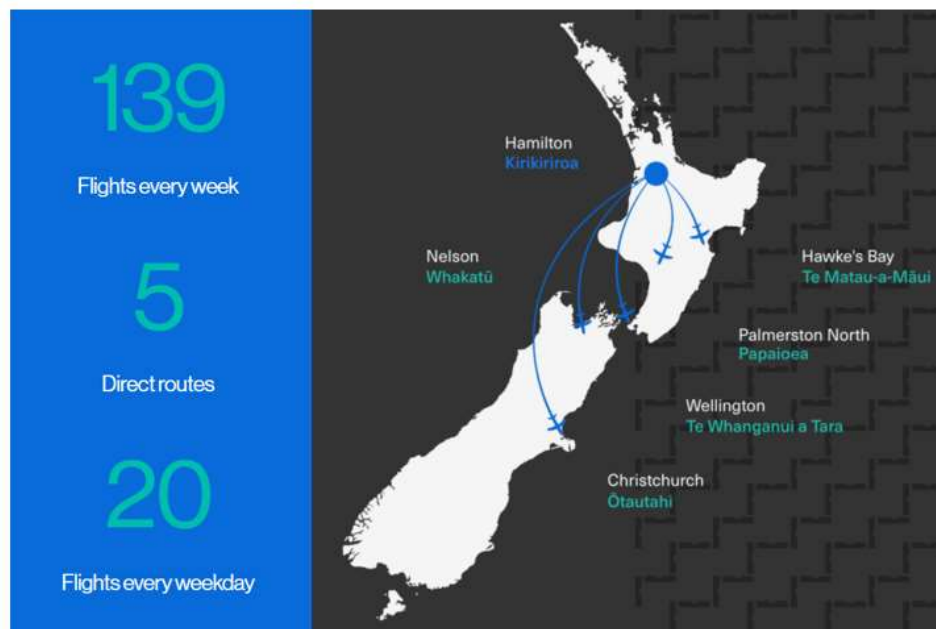 139
Flights every week
5
Direct routes
20
Flights every weekday
Hamilton
Kirikiriroa
Nelson
Whakatū
Hawke's Bay
Te Matau-a-Māui
Palmerston North
Papaioea
Wellington
Te Whanganui a Tara
Christchurch
Ōtautahi